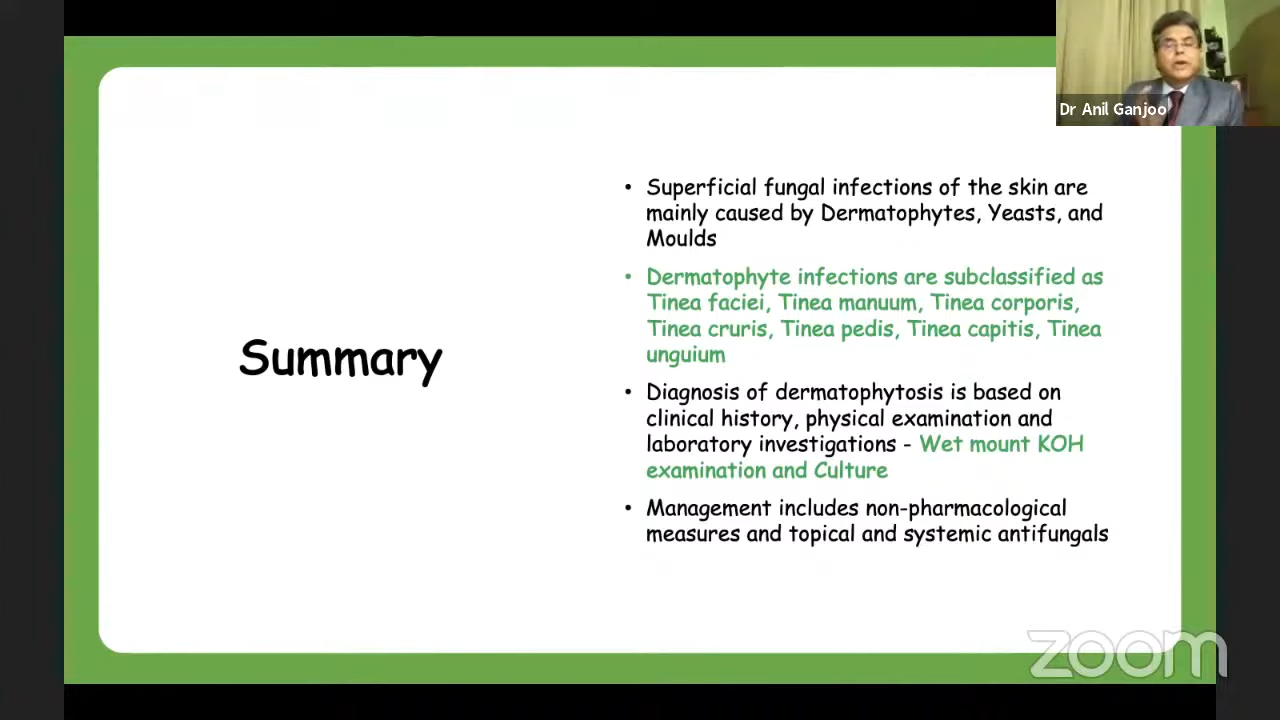 Dr Anil Ganjoo
Summary
• Superficial fungal infections of the skin are
mainly caused by Dermatophytes, Yeasts, and
Moulds
• Dermatophyte infections are subclassified as
Tinea faciei, Tinea manuum, Tinea corporis,
Tinea cruris, Tinea pedis, Tinea capitis, Tinea
unguium
• Diagnosis of dermatophytosis is based on
clinical history, physical examination and
laboratory investigations - Wet mount KOH
examination and Culture
• Management includes non-pharmacological
measures and topical and systemic antifungals
zoom